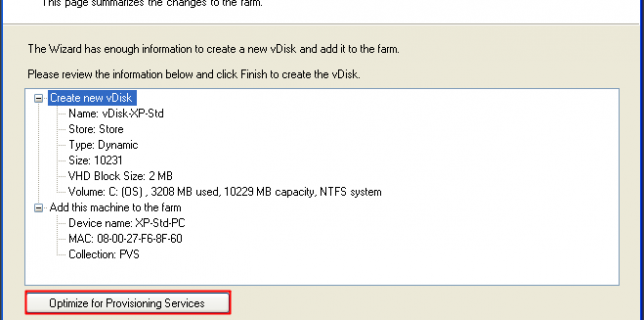 This page summarizes the changes to the farm.
The Wizard has enough information to create a new vDisk and add it to the farm.
Please review the information below and click Finish to create the vDisk.
Create new vDisk
Name: vDisk-XP-Std
Store: Store
Type: Dynamic
Size: 10231
VHD Block Size: 2 MB
Volume: C: (OS) , 3208 MB used, 10229 MB capacity, NTFS system
Add this machine to the farm
Device name: XP-Std-PC
MAC: 08-00-27-F6-8F-60
Collection: PVS
Optimize for Provisioning Services